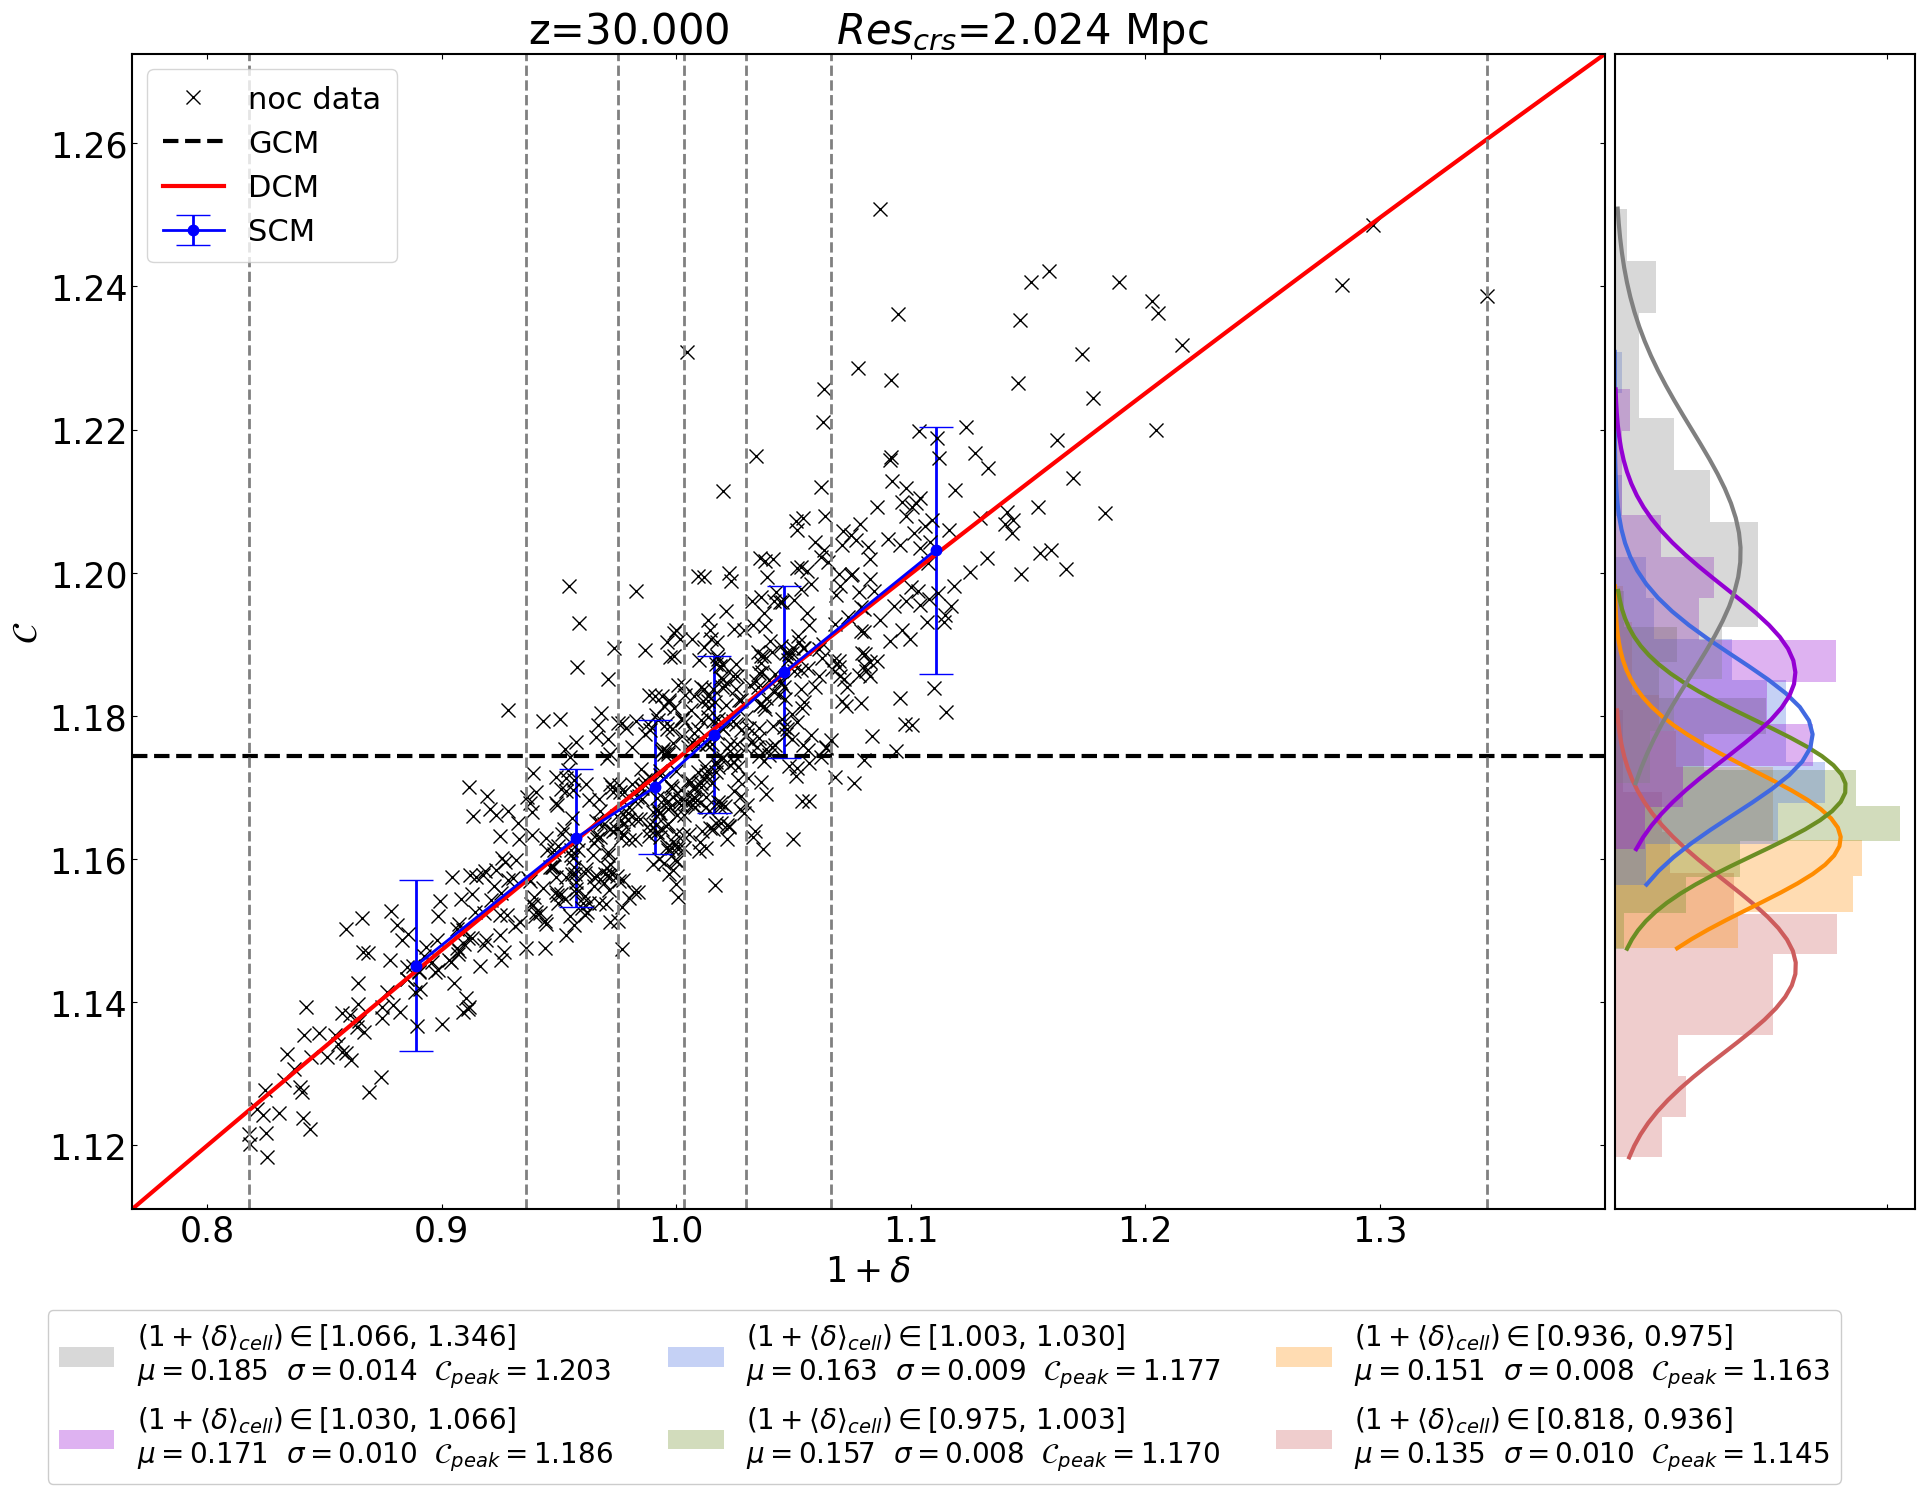 z=30.000 Res_crs=2.024 Mpc
noc data
GCM
DCM
SCM
1.26
1.24
1.22
1.20
1.18
1.16
1.14
1.12
𝒞
0.8 0.9 1.0 1.1 1.2 1.3
1 + δ
(1 + ⟨δ⟩_cell) ∈ [1.066, 1.346]
μ = 0.185 σ = 0.014 𝒞_peak = 1.203
(1 + ⟨δ⟩_cell) ∈ [1.030, 1.066]
μ = 0.171 σ = 0.010 𝒞_peak = 1.186
(1 + ⟨δ⟩_cell) ∈ [1.003, 1.030]
μ = 0.163 σ = 0.009 𝒞_peak = 1.177
(1 + ⟨δ⟩_cell) ∈ [0.975, 1.003]
μ = 0.157 σ = 0.008 𝒞_peak = 1.170
(1 + ⟨δ⟩_cell) ∈ [0.936, 0.975]
μ = 0.151 σ = 0.008 𝒞_peak = 1.163
(1 + ⟨δ⟩_cell) ∈ [0.818, 0.936]
μ = 0.135 σ = 0.010 𝒞_peak = 1.145